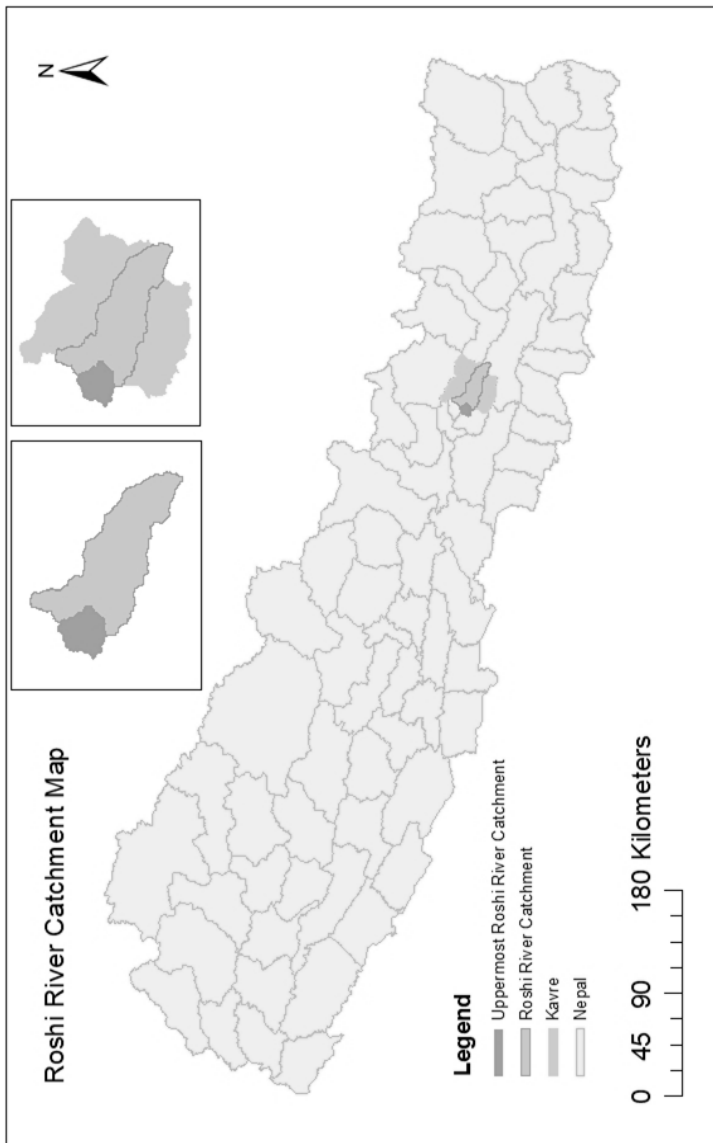 Roshi River Catchment Map
N
Legend
Uppermost Roshi River Catchment
Roshi River Catchment
Kavre
Nepal
0 45 90 180 Kilometers